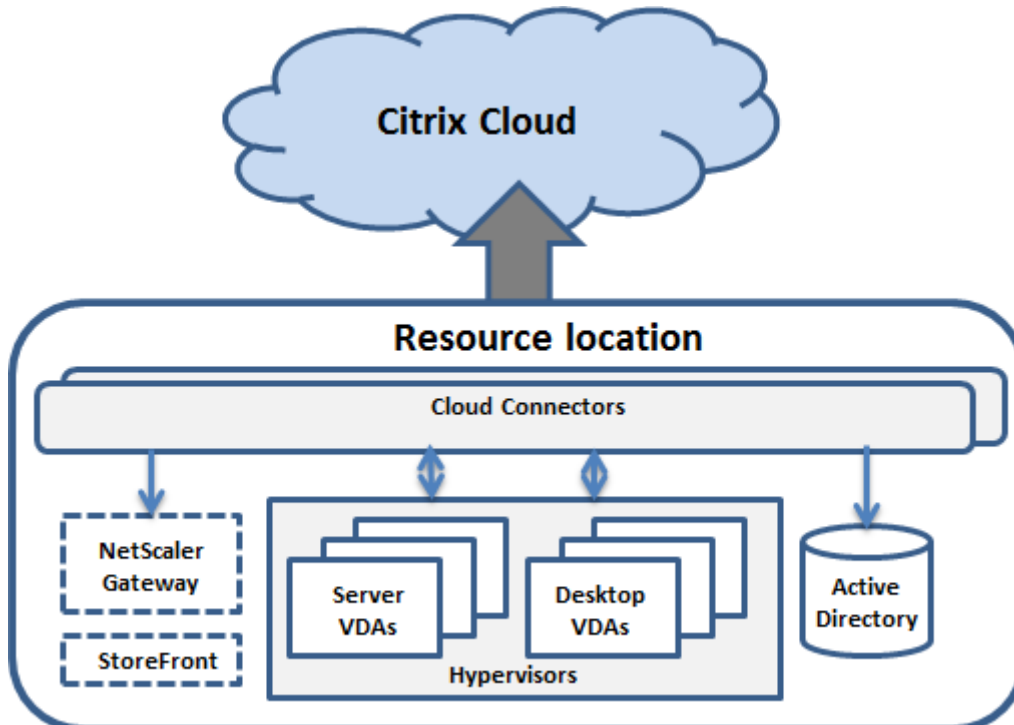 Citrix Cloud
Resource location
Cloud Connectors
NetScaler
Gateway
StoreFront
Server
VDAs
Desktop
VDAs
Hypervisors
Active
Directory